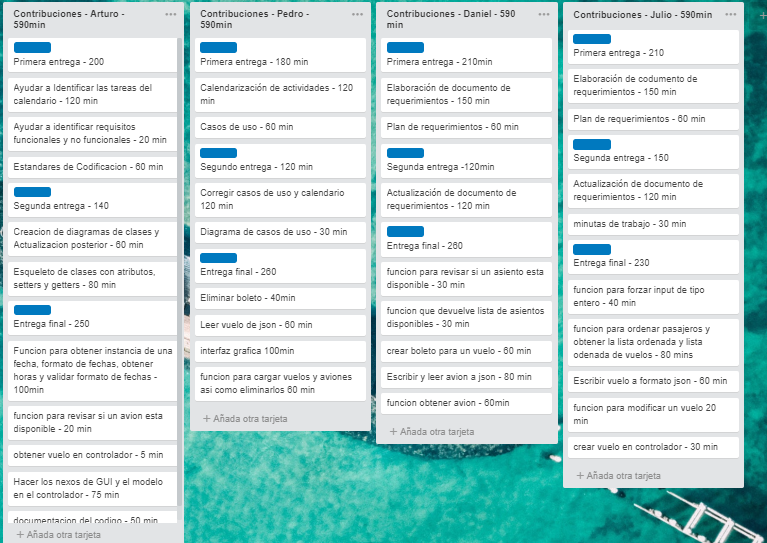 Contribuciones - Arturo -
590min
Primera entrega - 200
Ayudar a Identificar las tareas del
calendario - 120 min
Ayudar a identificar requisitos
funcionales y no funcionales - 20 min
Estandares de Codificacion - 60 min
Segunda entrega - 140
Creacion de diagramas de clases y
Actualizacion posterior - 60 min
Esqueleto de clases con atributos,
setters y getters - 80 min
Entrega final - 250
Funcion para obtener instancia de una
fecha, formato de fechas, obtener
horas y validar formato de fechas -
100min
funcion para revisar si un avion esta
disponible - 20 min
obtener vuelo en controlador - 5 min
Hacer los nexos de GUI y el modelo
en el controlador - 75 min
documentacion del codigo - 50 min
+ Añada otra tarjeta
Contribuciones - Pedro -
590min
Primera entrega - 180 min
Calendarización de actividades - 120
min
Casos de uso - 60 min
Segundo entrega - 120 min
Corregir casos de uso y calendario
120 min
Diagrama de casos de uso - 30 min
Entrega final - 260
Eliminar boleto - 40min
Leer vuelo de json - 60 min
interfaz grafica 100min
funcion para cargar vuelos y aviones
asi como eliminarlos 60 min
+ Añada otra tarjeta
Contribuciones - Daniel - 590
min
Primera entrega - 210min
Elaboración de documento de
requerimientos - 150 min
Plan de requerimientos - 60 min
Segunda entrega -120min
Actualización de documento de
requerimientos - 120 min
Entrega final - 260
funcion para revisar si un asiento esta
disponible - 30 min
funcion que devuelve lista de asientos
disponibles - 30 min
crear boleto para un vuelo - 60 min
Escribir y leer avion a json - 80 min
funcion obtener avion - 60min
+ Añada otra tarjeta
Contribuciones - Julio - 590min
Primera entrega - 210
Elaboración de codumento de
requerimientos - 150 min
Plan de requerimientos - 60 min
Segunda entrega - 150
Actualización de documento de
requerimientos - 120 min
minutas de trabajo - 30 min
Entrega final - 230
funcion para forzar input de tipo
entero - 40 min
funcion para ordenar pasajeros y
obtener la lista ordenada y lista
odenada de vuelos - 80 mins
Escribir vuelo a formato json - 60 min
funcion para modificar un vuelo 20
min
crear vuelo en controlador - 30 min
+ Añada otra tarjeta